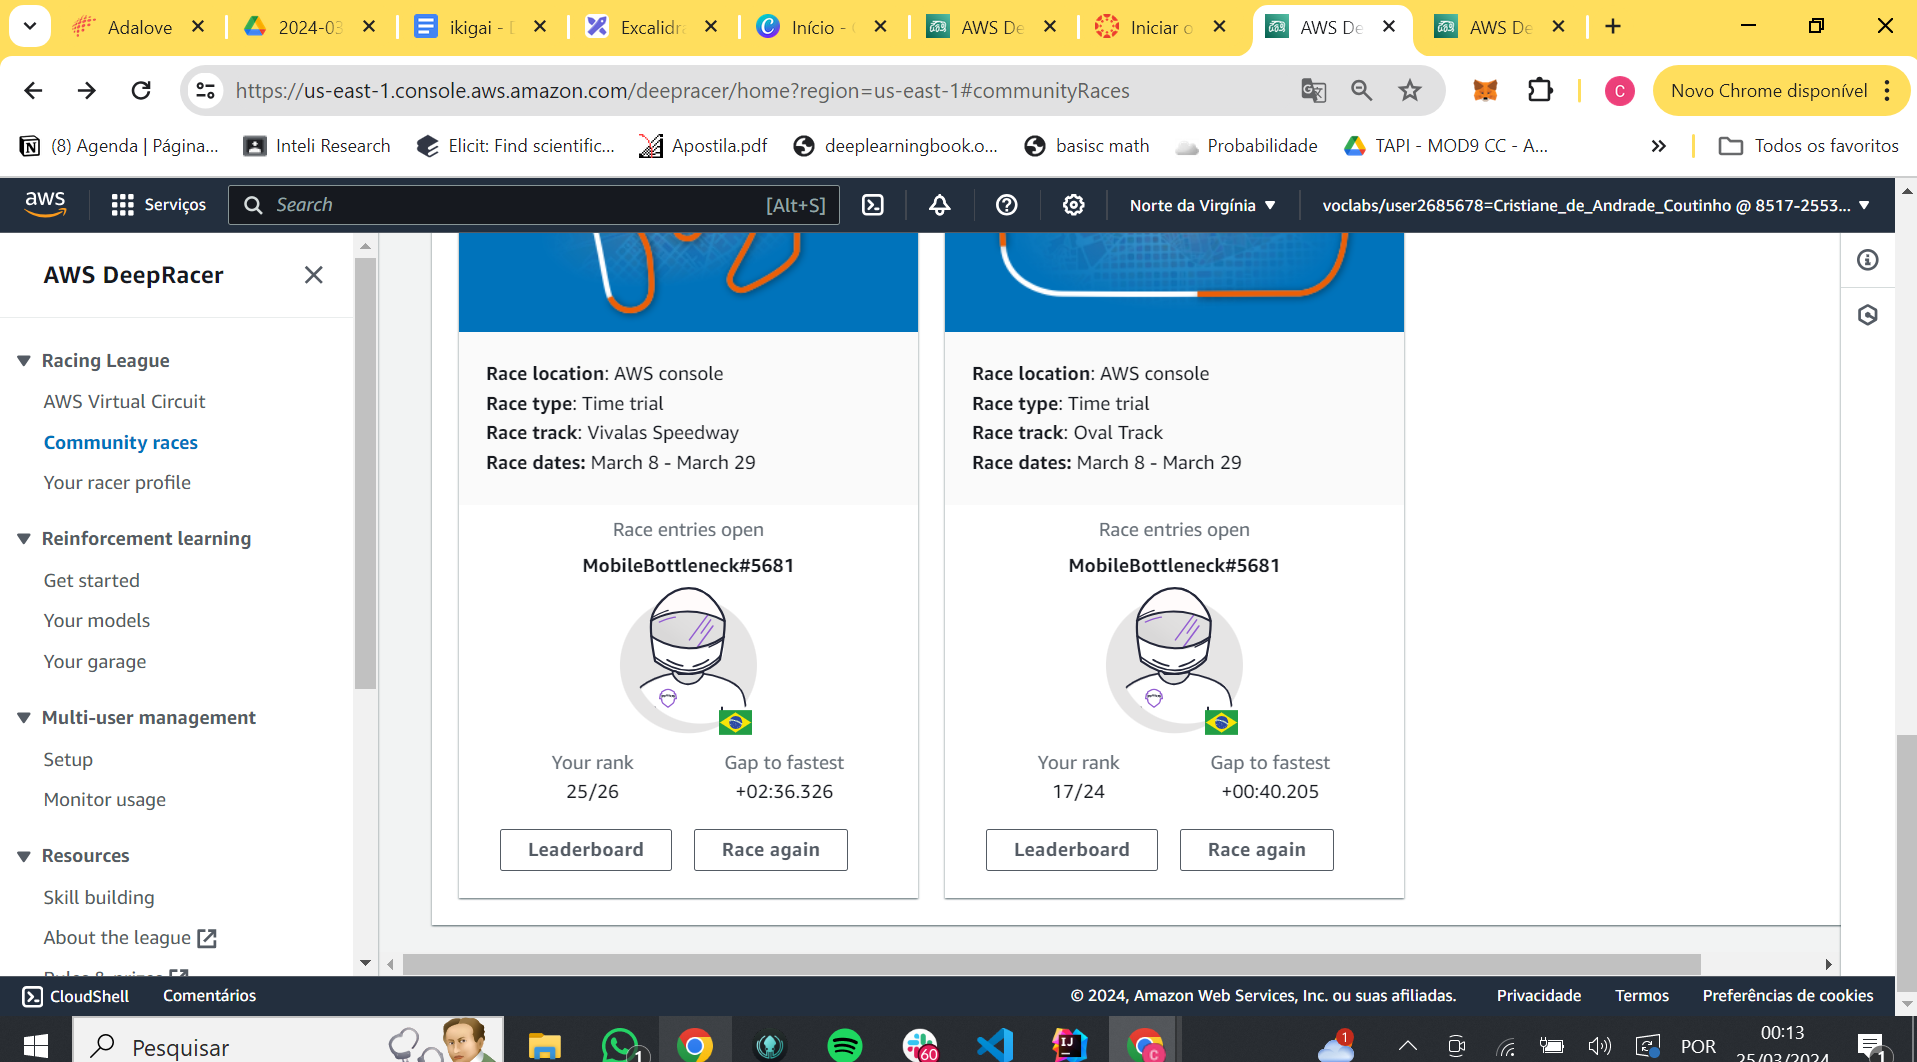 Adalove
2024-03
ikigai - D
Excalidra
Início -
AWS De
Iniciar o
AWS De
AWS De
https://us-east-1.console.aws.amazon.com/deepracer/home?region=us-east-1#communityRaces
C
Novo Chrome disponível
(8) Agenda | Página...
Inteli Research
Elicit: Find scientific...
Apostila.pdf
deeplearningbook.o...
basisc math
Probabilidade
TAPI - MOD9 CC - A...
»
Todos os favoritos
aws
Serviços
Search
[Alt+S]
Norte da Virgínia
voclabs/user2685678=Cristiane_de_Andrade_Coutinho @ 8517-2553...
AWS DeepRacer
Racing League
AWS Virtual Circuit
Community races
Your racer profile
Reinforcement learning
Get started
Your models
Your garage
Multi-user management
Setup
Monitor usage
Resources
Skill building
About the league
Rules & prizes
Race location: AWS console
Race type: Time trial
Race track: Vivalas Speedway
Race dates: March 8 - March 29
Race entries open
MobileBottleneck#5681
Your rank
25/26
Gap to fastest
+02:36.326
Leaderboard
Race again
Race location: AWS console
Race type: Time trial
Race track: Oval Track
Race dates: March 8 - March 29
Race entries open
MobileBottleneck#5681
Your rank
17/24
Gap to fastest
+00:40.205
Leaderboard
Race again
CloudShell
Comentários
© 2024, Amazon Web Services, Inc. ou suas afiliadas.
Privacidade
Termos
Preferências de cookies
Pesquisar
1
60
IJ
C
1
POR
00:13
25/03/2024
1